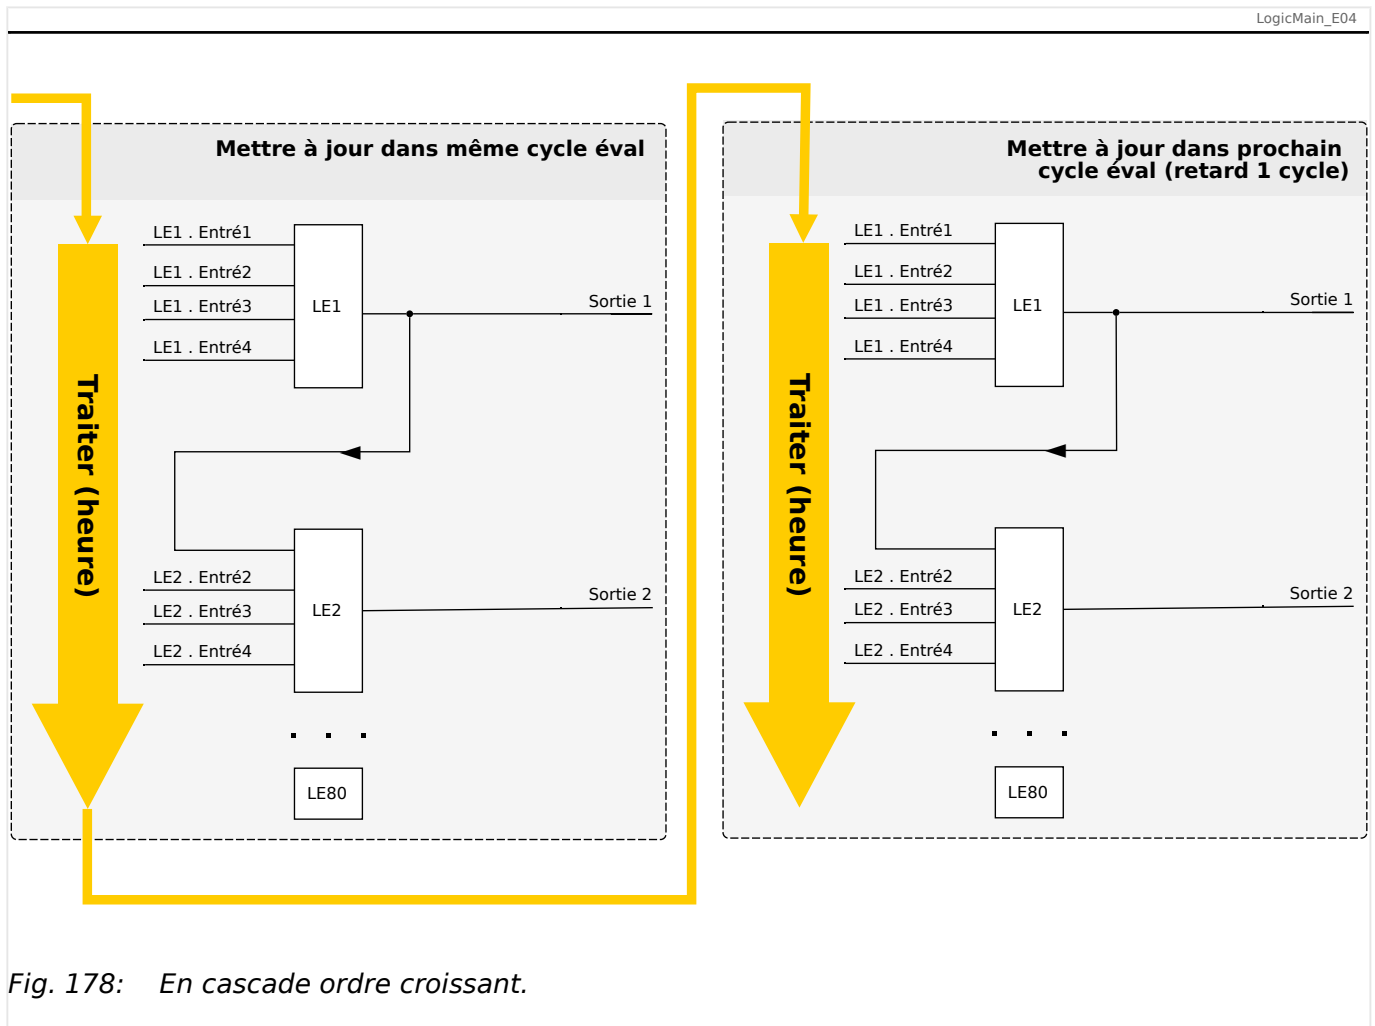 LogicMain_E04
Mettre à jour dans même cycle éval
LE1 . Entré1
LE1 . Entré2
LE1 . Entré3
LE1 . Entré4
LE1
Sortie 1
Traiter (heure)
LE2 . Entré2
LE2 . Entré3
LE2 . Entré4
LE2
Sortie 2
. . .
LE80
Mettre à jour dans prochain
cycle éval (retard 1 cycle)
LE1 . Entré1
LE1 . Entré2
LE1 . Entré3
LE1 . Entré4
LE1
Sortie 1
Traiter (heure)
LE2 . Entré2
LE2 . Entré3
LE2 . Entré4
LE2
Sortie 2
. . .
LE80
Fig. 178: En cascade ordre croissant.